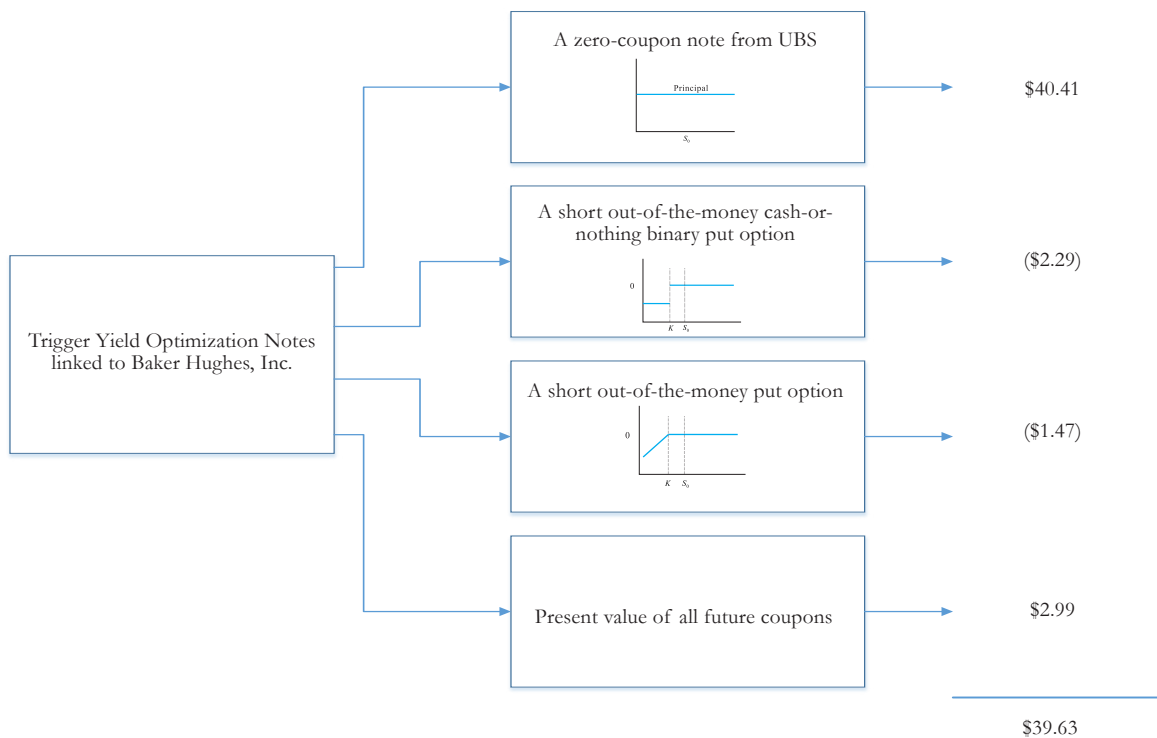 Trigger Yield Optimization Notes
linked to Baker Hughes, Inc.
A zero-coupon note from UBS
Principal
S₀
$40.41
A short out-of-the-money cash-or-
nothing binary put option
0
K S₀
($2.29)
A short out-of-the-money put option
0
K S₀
($1.47)
Present value of all future coupons
$2.99
$39.63